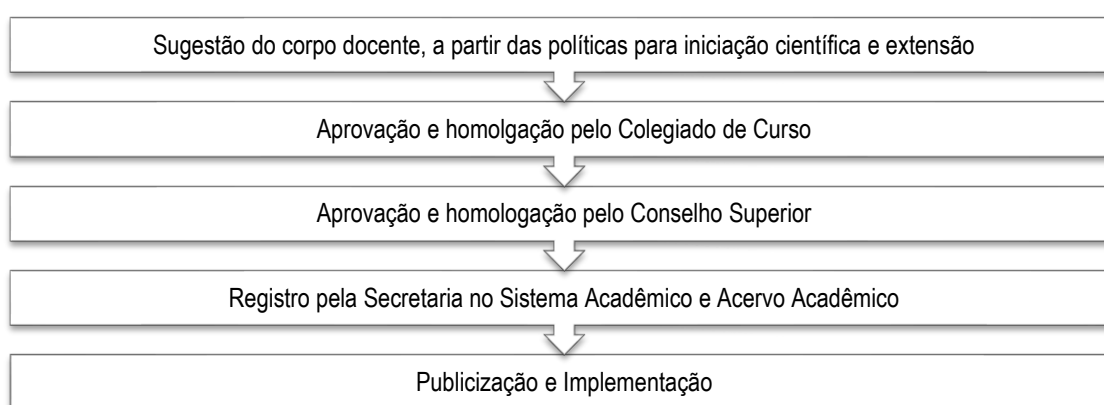 Sugestão do corpo docente, a partir das políticas para iniciação científica e extensão
Aprovação e homolgação pelo Colegiado de Curso
Aprovação e homologação pelo Conselho Superior
Registro pela Secretaria no Sistema Acadêmico e Acervo Acadêmico
Publicização e Implementação